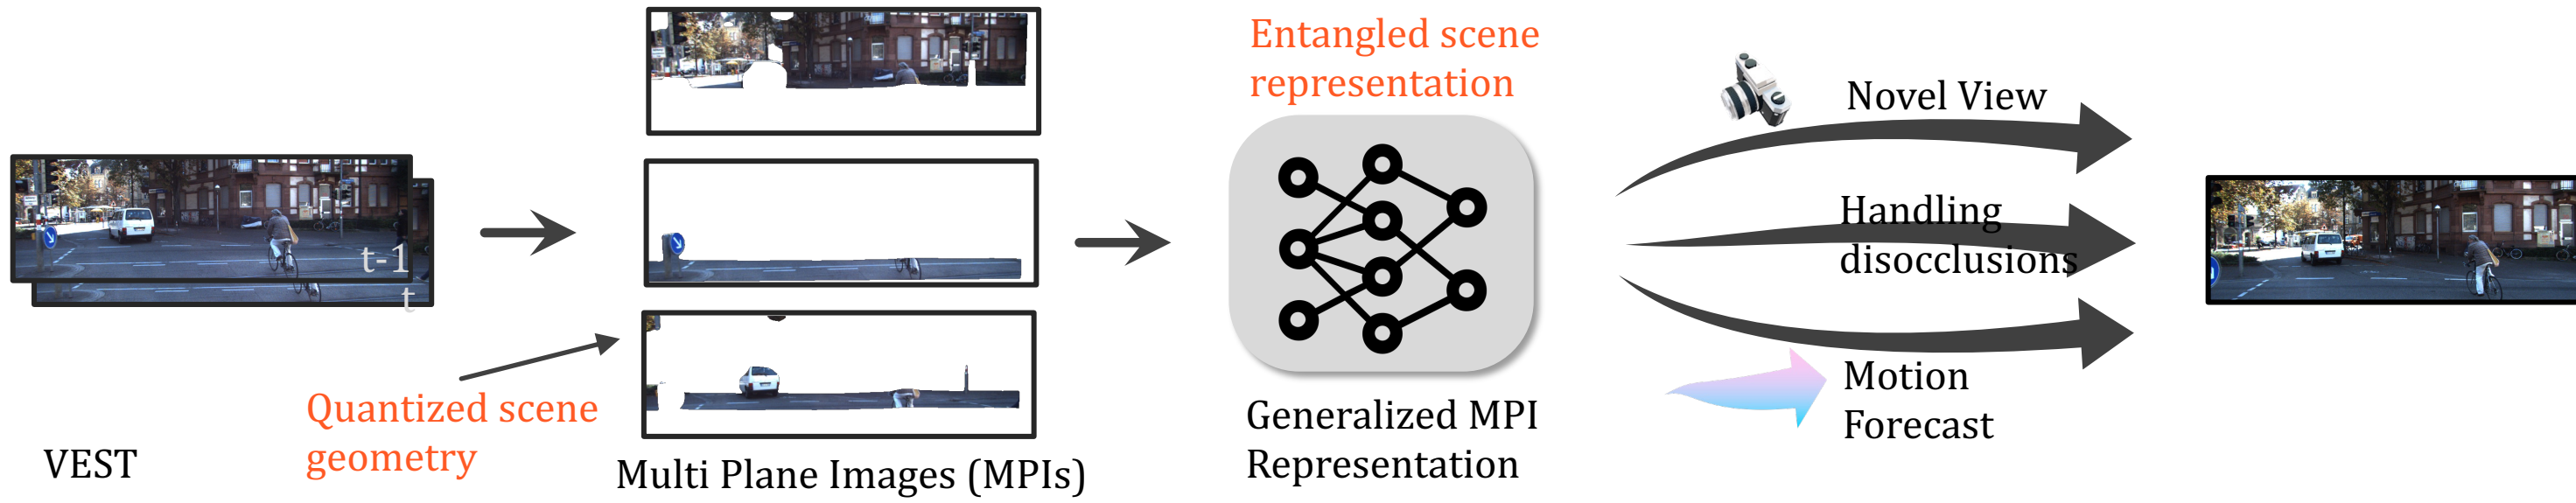 t-1
t
VEST
Quantized scene
geometry
Multi Plane Images (MPIs)
Entangled scene
representation
Generalized MPI
Representation
Novel View
Handling
disocclusions
Motion
Forecast